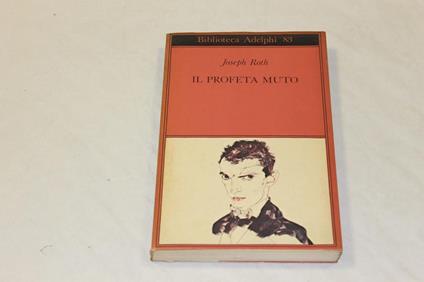 Biblioteca Adelphi 83
Joseph Roth
IL PROFETA MUTO